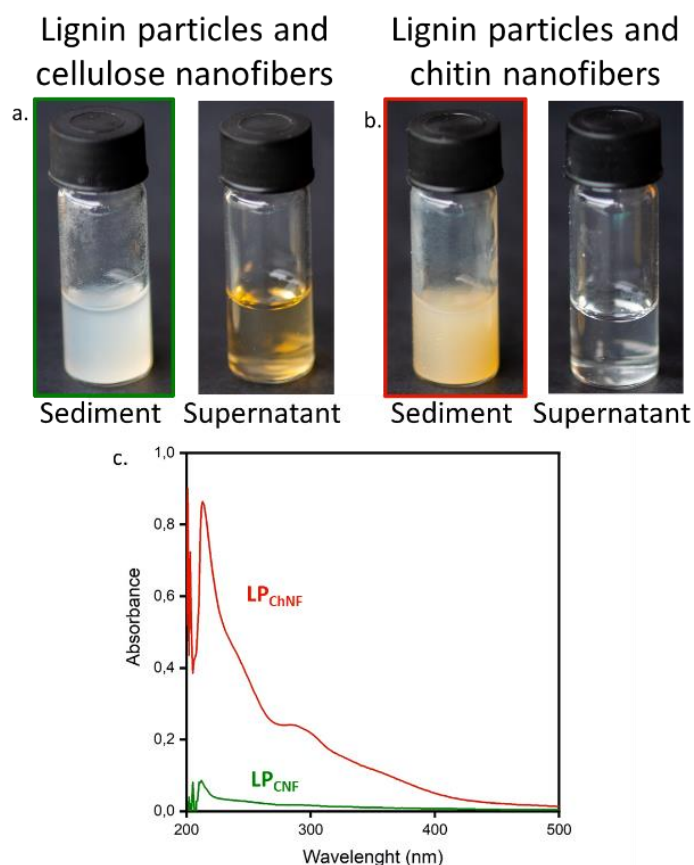 Lignin particles and
cellulose nanofibers
Lignin particles and
chitin nanofibers
a.
b.
Sediment
Supernatant
Sediment
Supernatant
c.
1,0
0,8
0,6
0,4
0,2
0,0
Absorbance
LPChNF
LPCNF
200
300
400
500
Wavelenght (nm)